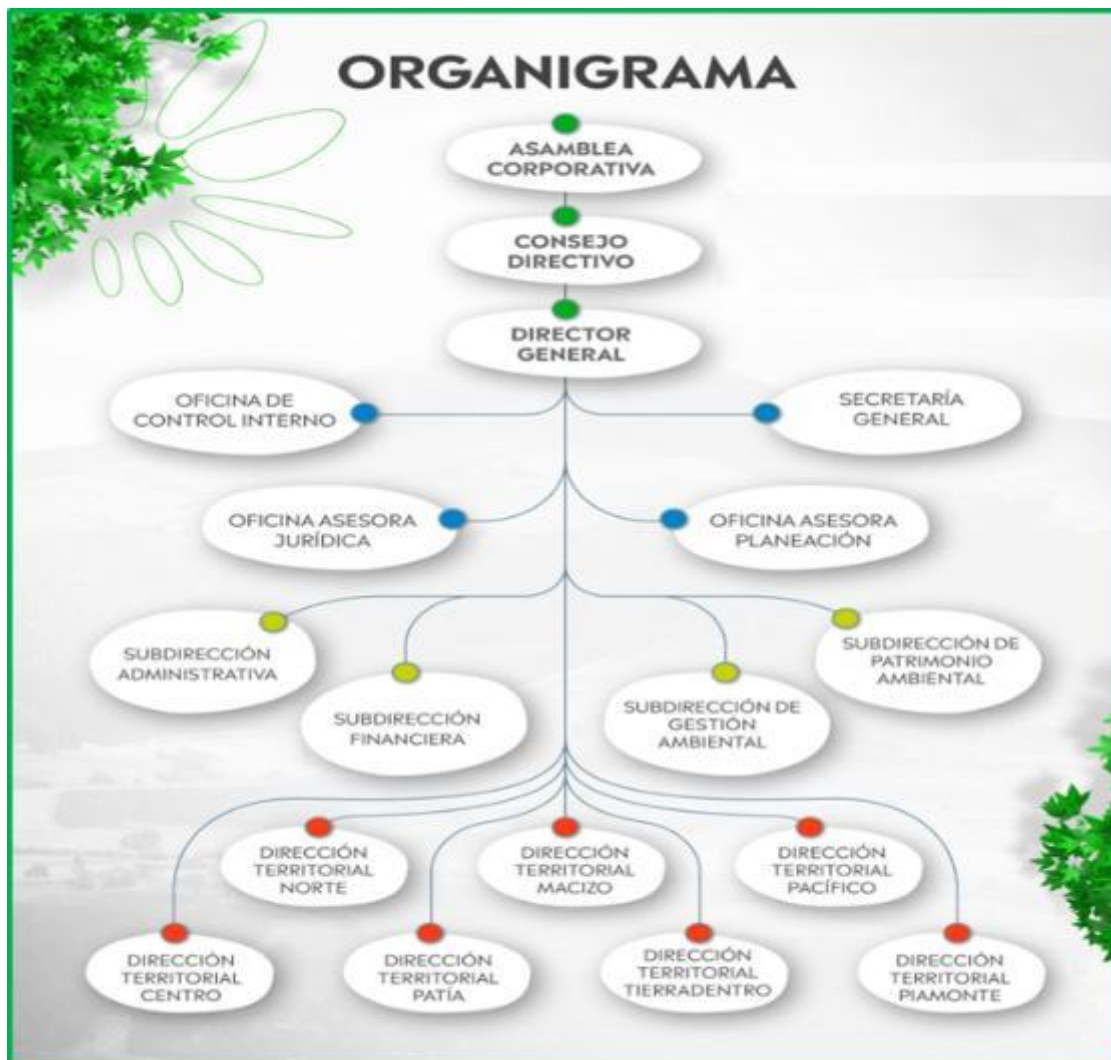 ORGANIGRAMA
ASAMBLEA
CORPORATIVA
CONSEJO
DIRECTIVO
DIRECTOR
GENERAL
OFICINA DE
CONTROL INTERNO
SECRETARÍA
GENERAL
OFICINA ASESORA
JURÍDICA
OFICINA ASESORA
PLANEACIÓN
SUBDIRECCIÓN
ADMINISTRATIVA
SUBDIRECCIÓN
FINANCIERA
SUBDIRECCIÓN DE
GESTIÓN
AMBIENTAL
SUBDIRECCIÓN DE
PATRIMONIO
AMBIENTAL
DIRECCIÓN
TERRITORIAL
NORTE
DIRECCIÓN
TERRITORIAL
MACIZO
DIRECCIÓN
TERRITORIAL
PACÍFICO
DIRECCIÓN
TERRITORIAL
CENTRO
DIRECCIÓN
TERRITORIAL
PATÍA
DIRECCIÓN
TERRITORIAL
TIERRADENTRO
DIRECCIÓN
TERRITORIAL
PIAMONTE